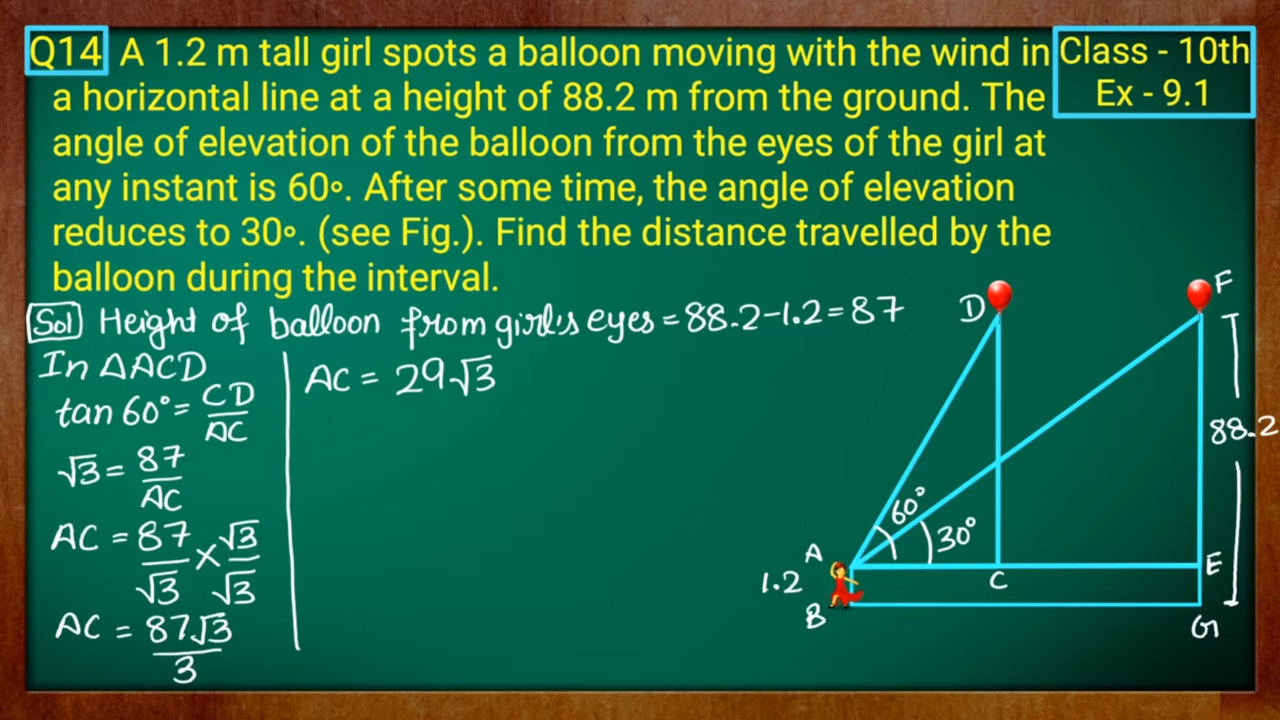 Q14 A 1.2 m tall girl spots a balloon moving with the wind in
a horizontal line at a height of 88.2 m from the ground. The
angle of elevation of the balloon from the eyes of the girl at
any instant is 60∘. After some time, the angle of elevation
reduces to 30∘. (see Fig.). Find the distance travelled by the
balloon during the interval.
Class - 10th
Ex - 9.1
Sol Height of balloon from girl's eyes = 88.2-1.2 = 87
In △ACD
tan 60° = CD/AC
√3 = 87/AC
AC = 87/√3 × √3/√3
AC = 87√3/3
AC = 29√3
D
F
88.2
60°
30°
A
1.2
B
C
E
G